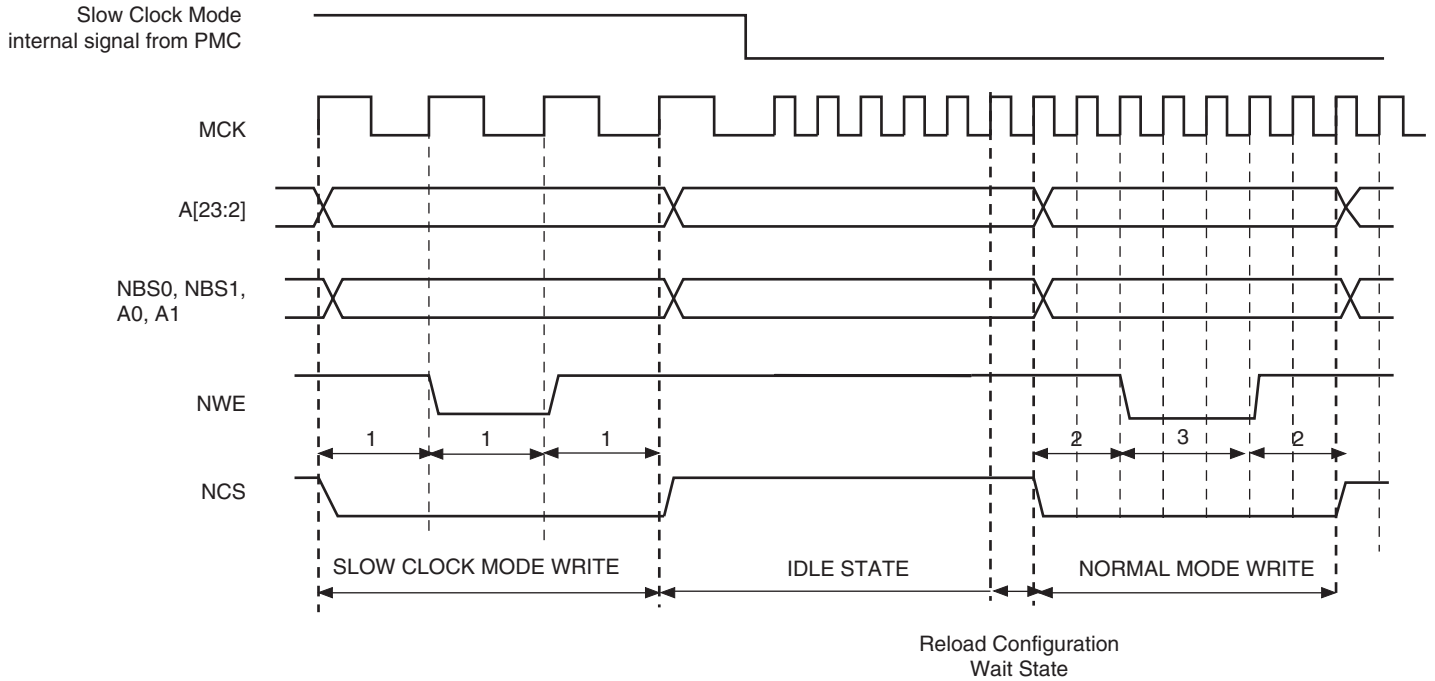 Slow Clock Mode
internal signal from PMC
MCK
A[23:2]
NBS0, NBS1,
A0, A1
NWE
1 1 1 2 3 2
NCS
SLOW CLOCK MODE WRITE IDLE STATE NORMAL MODE WRITE
Reload Configuration
Wait State